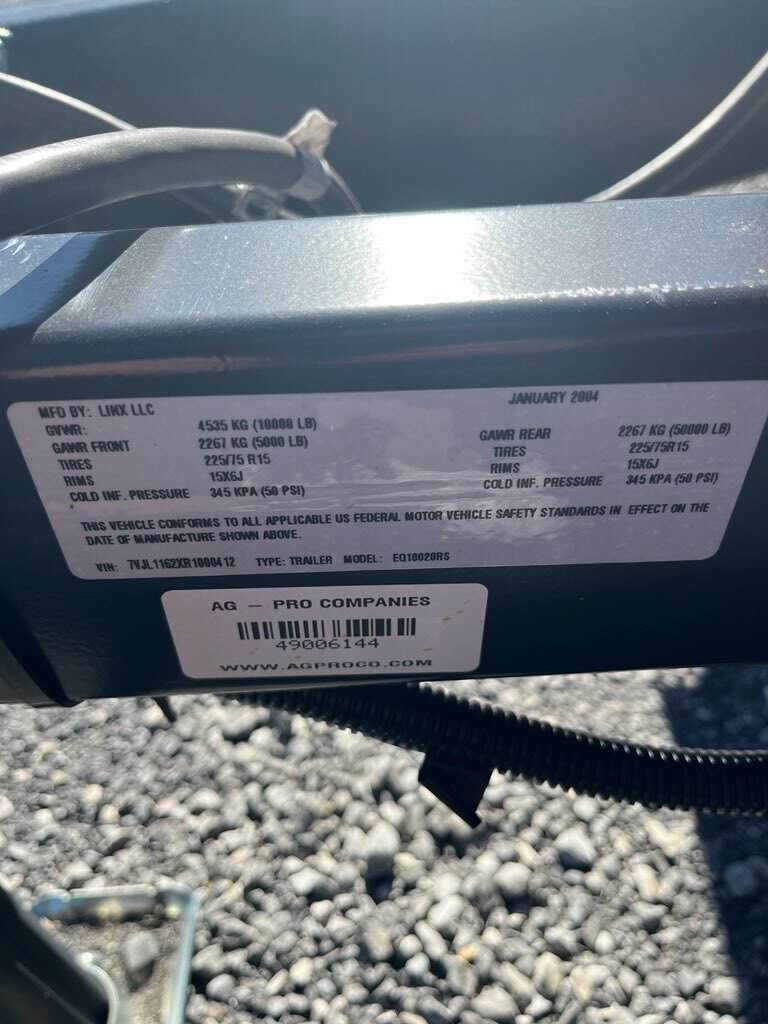 MFD BY: LINX LLC JANUARY 2004
GVWR: 4535 KG (10000 LB)
GAWR FRONT 2267 KG (5000 LB) GAWR REAR 2267 KG (50000 LB)
TIRES 225/75 R15 TIRES 225/75R15
RIMS 15X6J RIMS 15X6J
COLD INF. PRESSURE 345 KPA (50 PSI) COLD INF. PRESSURE 345 KPA (50 PSI)
THIS VEHICLE CONFORMS TO ALL APPLICABLE US FEDERAL MOTOR VEHICLE SAFETY STANDARDS IN EFFECT ON THE
DATE OF MANUFACTURE SHOWN ABOVE.
VIN: 7VJL1162XR1000412 TYPE: TRAILER MODEL: EQ10020RS
AG - PRO COMPANIES
49006144
WWW.AGPROCO.COM